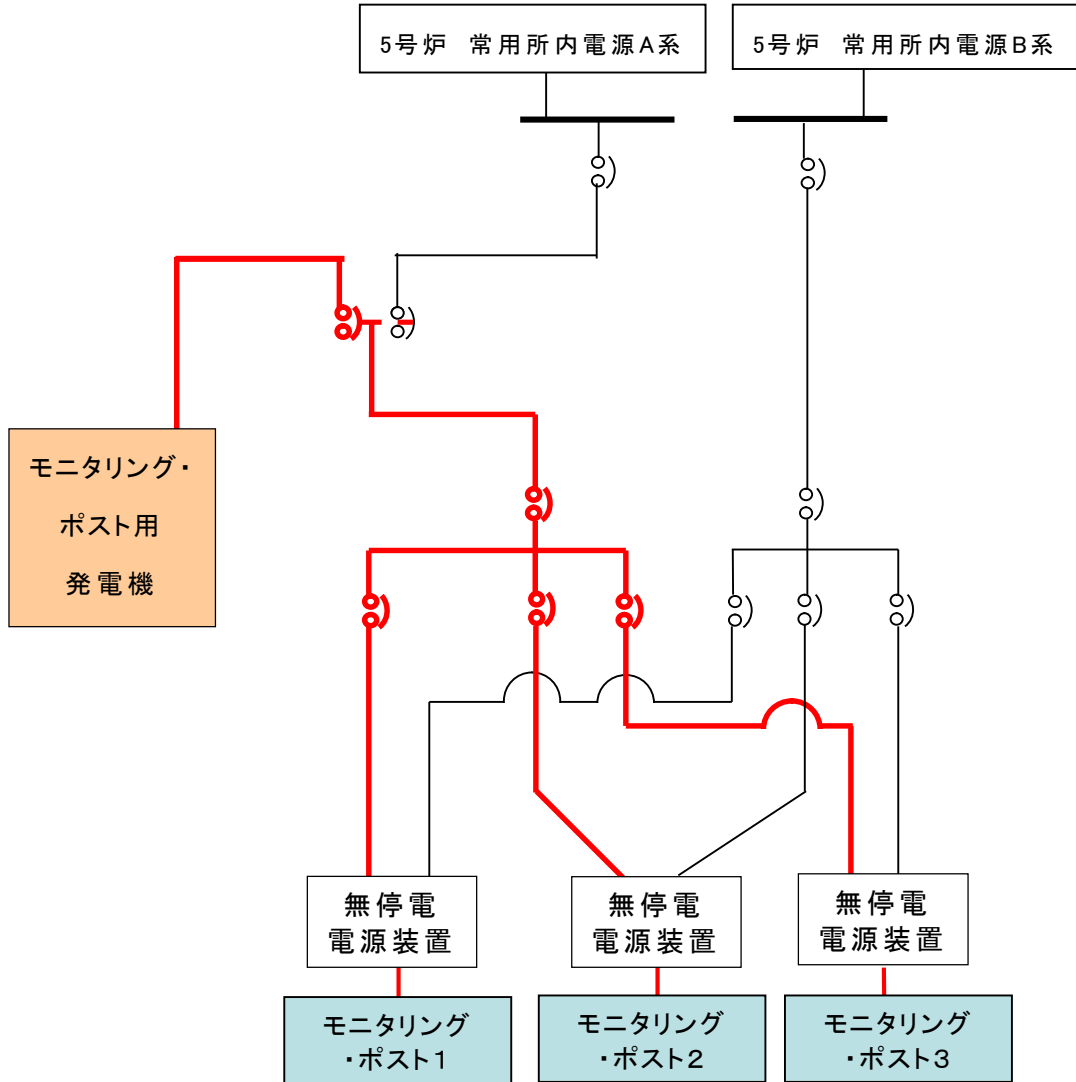 5号炉 常用所内電源A系
5号炉 常用所内電源B系
モニタリング・
ポスト用
発電機
無停電
電源装置
無停電
電源装置
無停電
電源装置
モニタリング
・ポスト1
モニタリング
・ポスト2
モニタリング
・ポスト3